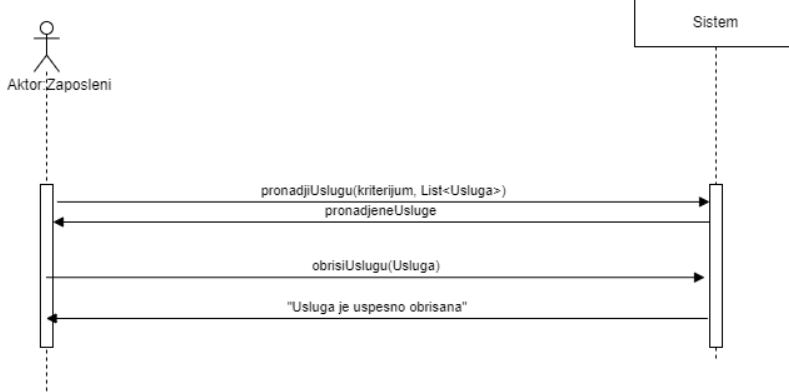 Sistem
Aktor:Zaposleni
pronadjiUslugu(kriterijum, List<Usluga>)
pronadjeneUsluge
obrisiUslugu(Usluga)
"Usluga je uspesno obrisana"